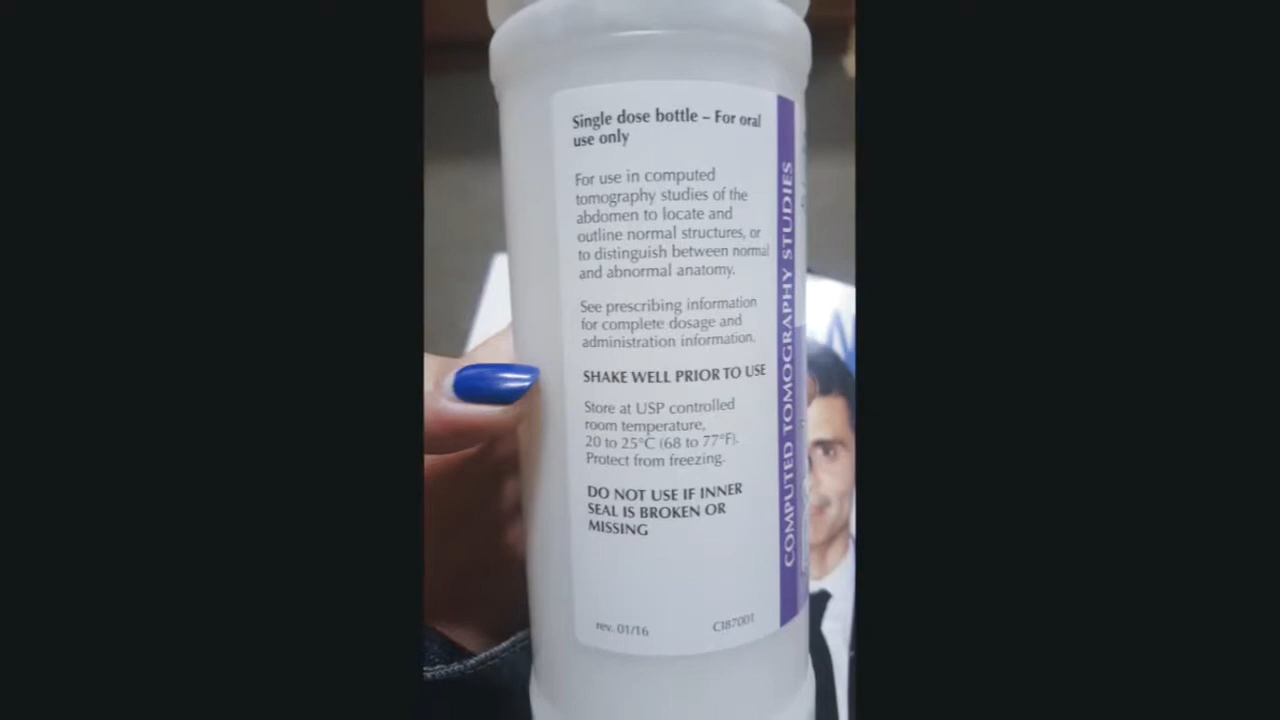 Single dose bottle – For oral
use only
For use in computed
tomography studies of the
abdomen to locate and
outline normal structures, or
to distinguish between normal
and abnormal anatomy.
See prescribing information
for complete dosage and
administration information.
SHAKE WELL PRIOR TO USE
Store at USP controlled
room temperature,
20 to 25°C (68 to 77°F).
Protect from freezing.
DO NOT USE IF INNER
SEAL IS BROKEN OR
MISSING
rev. 01/16
CI87001
COMPUTED TOMOGRAPHY STUDIES